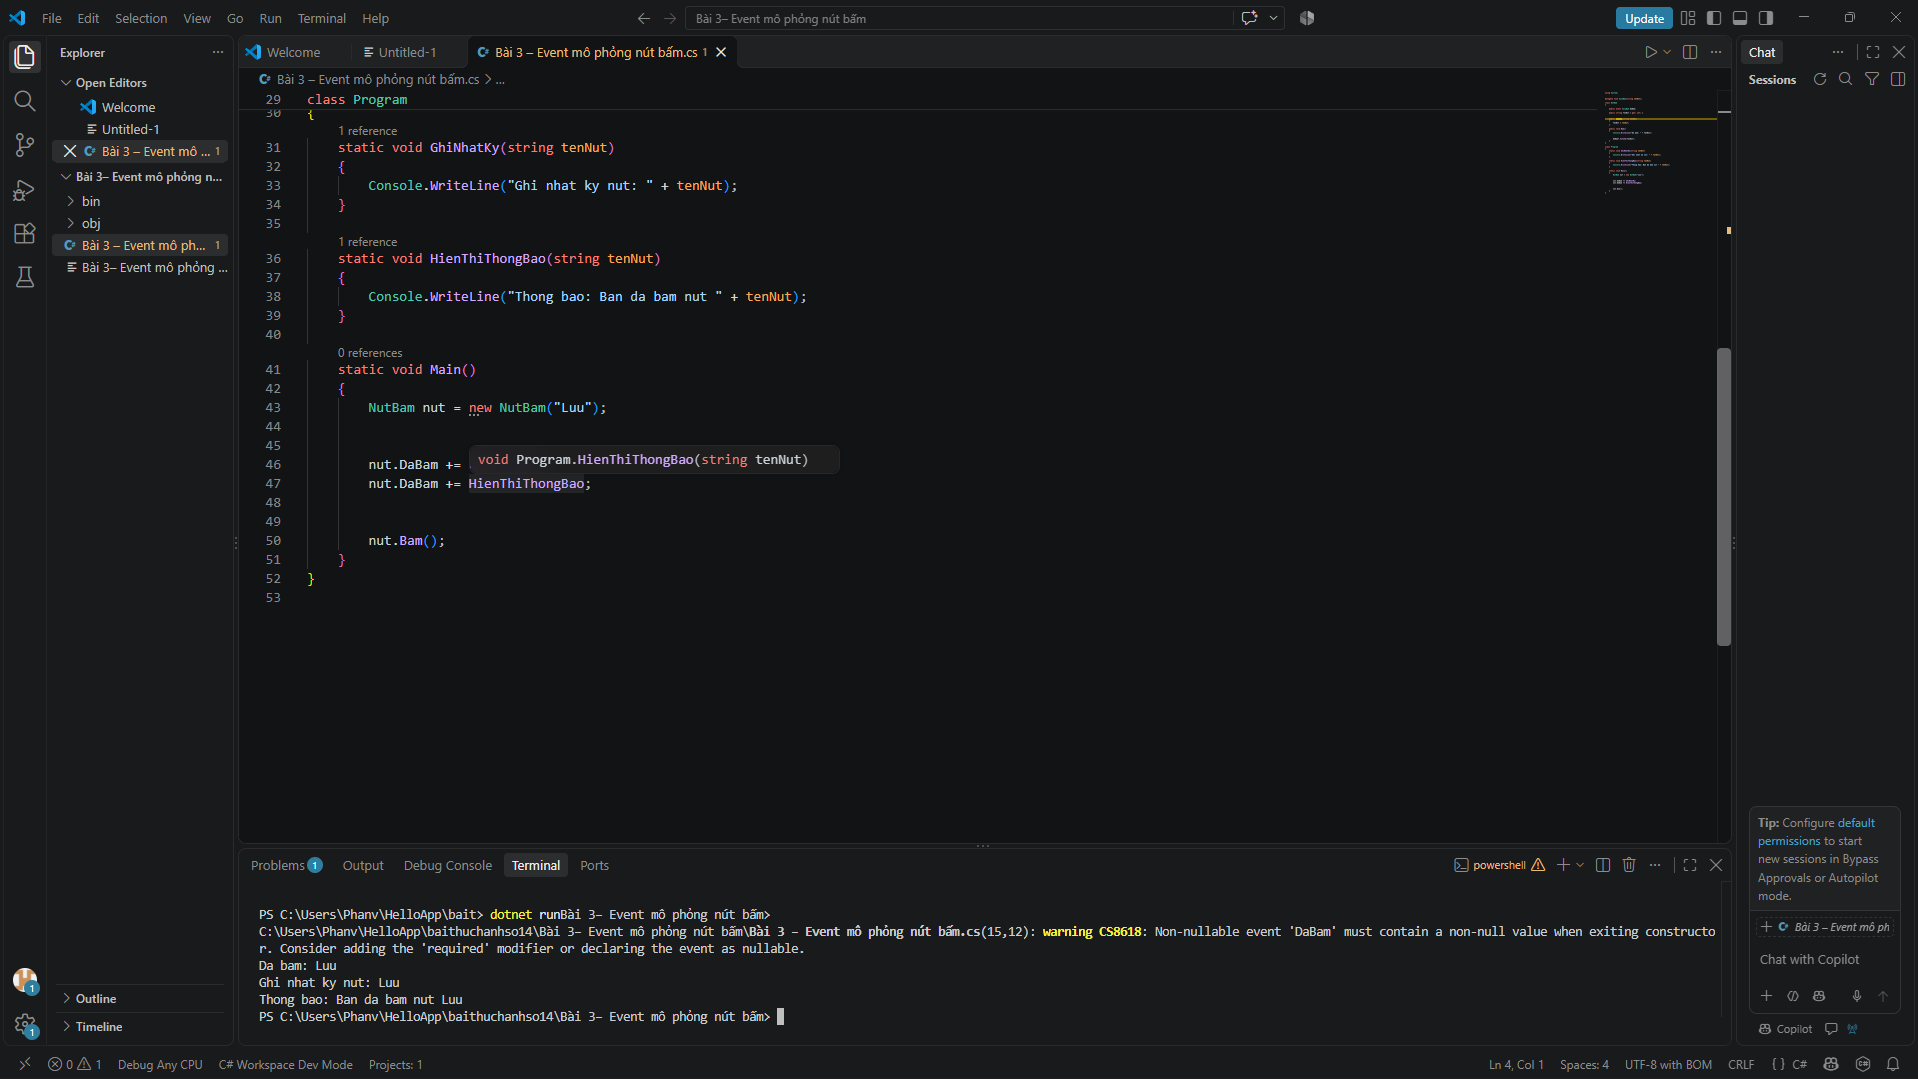 File Edit Selection View Go Run Terminal Help
Bài 3– Event mô phỏng nút bấm
Update
Explorer
Open Editors
Welcome
Untitled-1
Bài 3 – Event mô ... 1
Bài 3– Event mô phỏng n...
bin
obj
Bài 3 – Event mô ph... 1
Bài 3– Event mô phỏng ...
Outline
Timeline
Welcome Untitled-1 Bài 3 – Event mô phỏng nút bấm.cs 1
Bài 3 – Event mô phỏng nút bấm.cs > ...
29 class Program
30 {
1 reference
31 static void GhiNhatKy(string tenNut)
32 {
33 Console.WriteLine("Ghi nhat ky nut: " + tenNut);
34 }
35
1 reference
36 static void HienThiThongBao(string tenNut)
37 {
38 Console.WriteLine("Thong bao: Ban da bam nut " + tenNut);
39 }
40
0 references
41 static void Main()
42 {
43 NutBam nut = new NutBam("Luu");
44
45
void Program.HienThiThongBao(string tenNut)
46 nut.DaBam +=
47 nut.DaBam += HienThiThongBao;
48
49
50 nut.Bam();
51 }
52 }
53
Problems 1 Output Debug Console Terminal Ports
powershell
PS C:\Users\Phanv\HelloApp\bait> dotnet runBài 3– Event mô phỏng nút bấm>
C:\Users\Phanv\HelloApp\baithuchanhso14\Bài 3– Event mô phỏng nút bấm\Bài 3 – Event mô phỏng nút bấm.cs(15,12): warning CS8618: Non-nullable event 'DaBam' must contain a non-null value when exiting constructo
r. Consider adding the 'required' modifier or declaring the event as nullable.
Da bam: Luu
Ghi nhat ky nut: Luu
Thong bao: Ban da bam nut Luu
PS C:\Users\Phanv\HelloApp\baithuchanhso14\Bài 3– Event mô phỏng nút bấm>
Chat
Sessions
Tip: Configure default
permissions to start
new sessions in Bypass
Approvals or Autopilot
mode.
Bài 3 – Event mô ph
Chat with Copilot
Copilot
1
1
0 1 Debug Any CPU C# Workspace Dev Mode Projects: 1
Ln 4, Col 1 Spaces: 4 UTF-8 with BOM CRLF { } C#